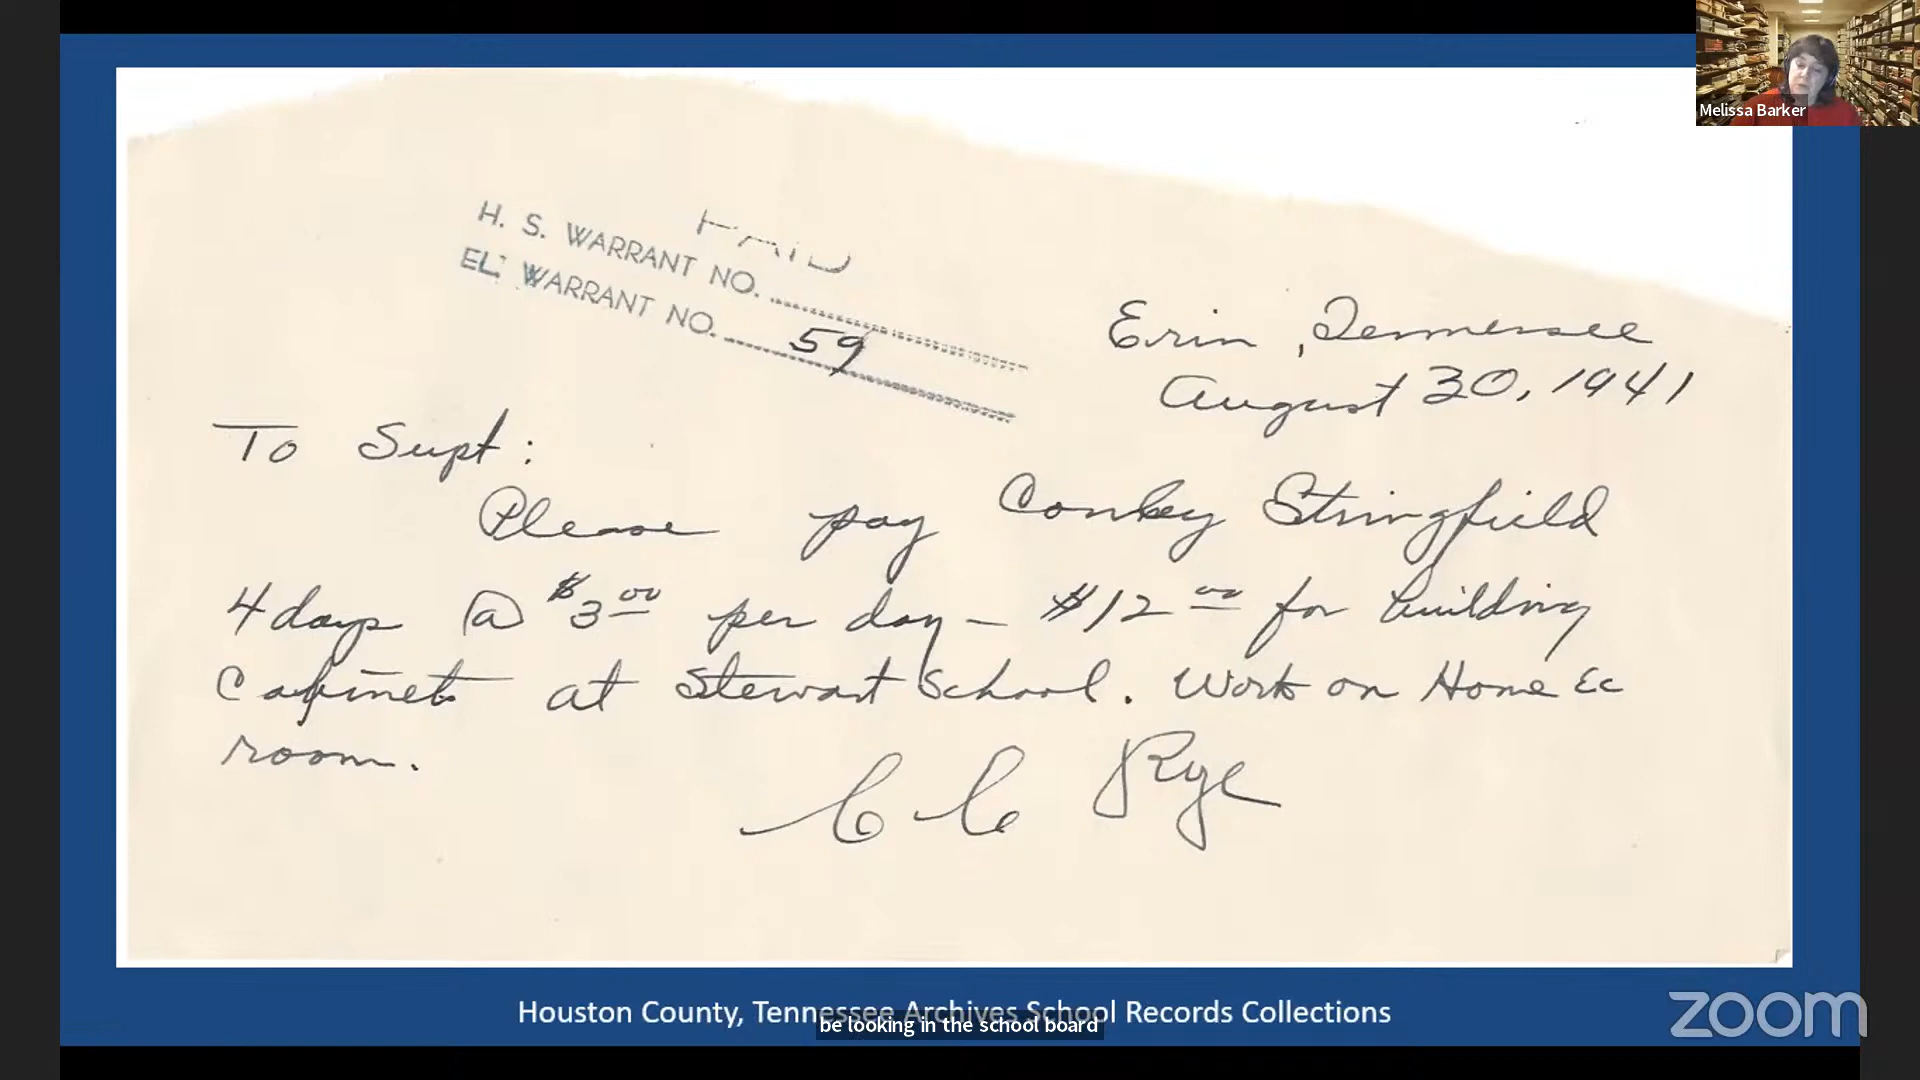 Melissa Barker
PAID
H. S. WARRANT NO.
EL. WARRANT NO. 59
Erin, Tennessee
August 30, 1941
To Supt:
Please pay Conley Stringfield
4 days @ $3.00 per day - $12.00 for building
Cabinets at Stewart School. Work on Home Ec
room.
C C Rye
Houston County, Tennessee Archives School Records Collections
be looking in the school board
zoom